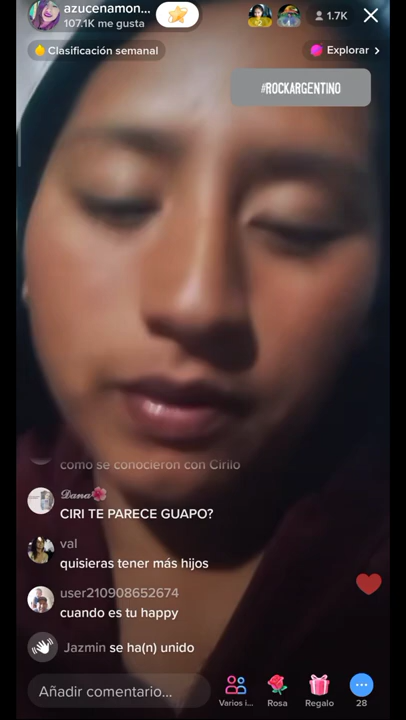 azucenamon...
107.1K me gusta
1.7K
Clasificación semanal
Explorar >
#ROCKARGENTINO
como se conocieron con Cirilo
Dana🌺
CIRI TE PARECE GUAPO?
val
quisieras tener más hijos
user210908652674
cuando es tu happy
Jazmin se ha(n) unido
Añadir comentario...
Varios i...
Rosa
Regalo
28